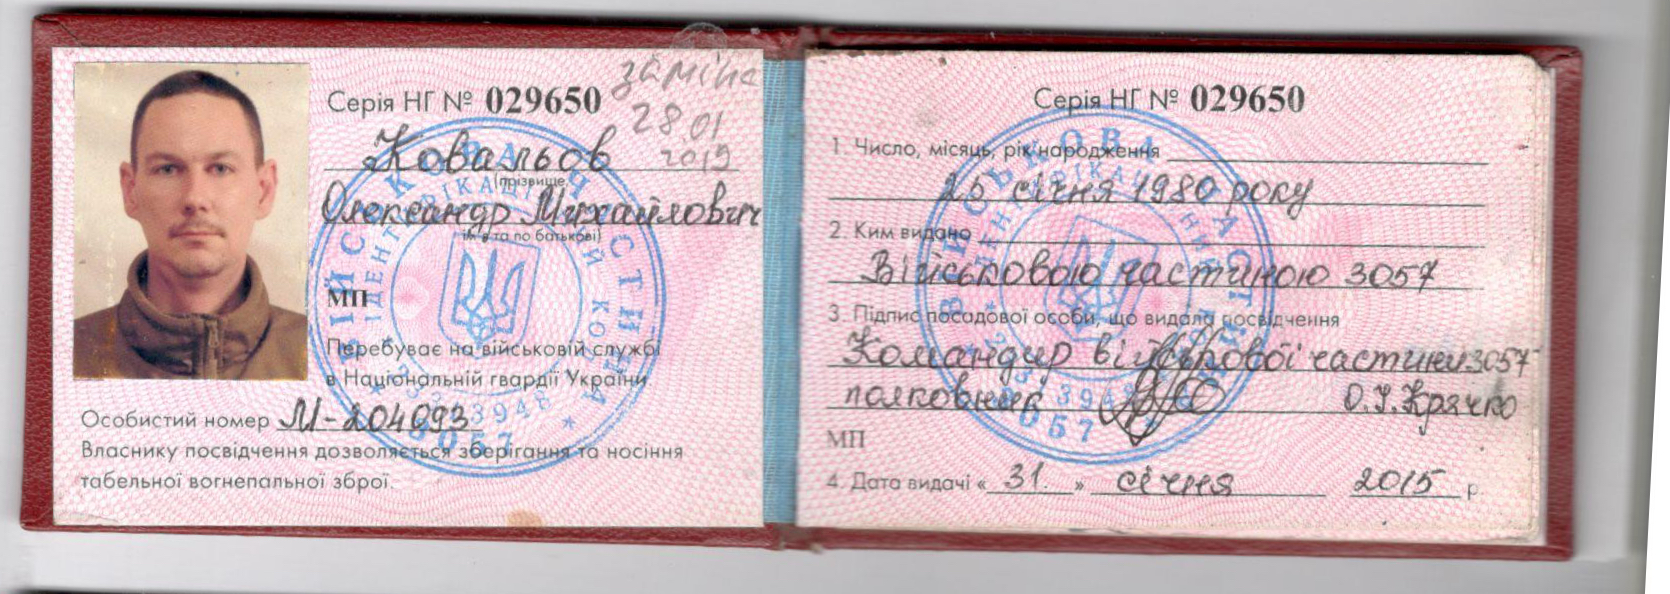 Серія НГ № 029650
заміна
28.01
2019
Ковальов
(прізвище,
Олександр Михайлович
ім'я та по батькові)
МП
Перебуває на військовій службі
в Національній гвардії України
Особистий номер М-204093
Власнику посвідчення дозволяється зберігання та носіння
табельної вогнепальної зброї.
Серія НГ № 029650
1. Число, місяць, рік народження
25 січня 1980 року
2. Ким видано
Військовою частиною 3057
3. Підпис посадової особи, що видала посвідчення
Командир військової частини 3057
полковник О.І.Крячко
МП
4. Дата видачі « 31 » січня 2015 р.